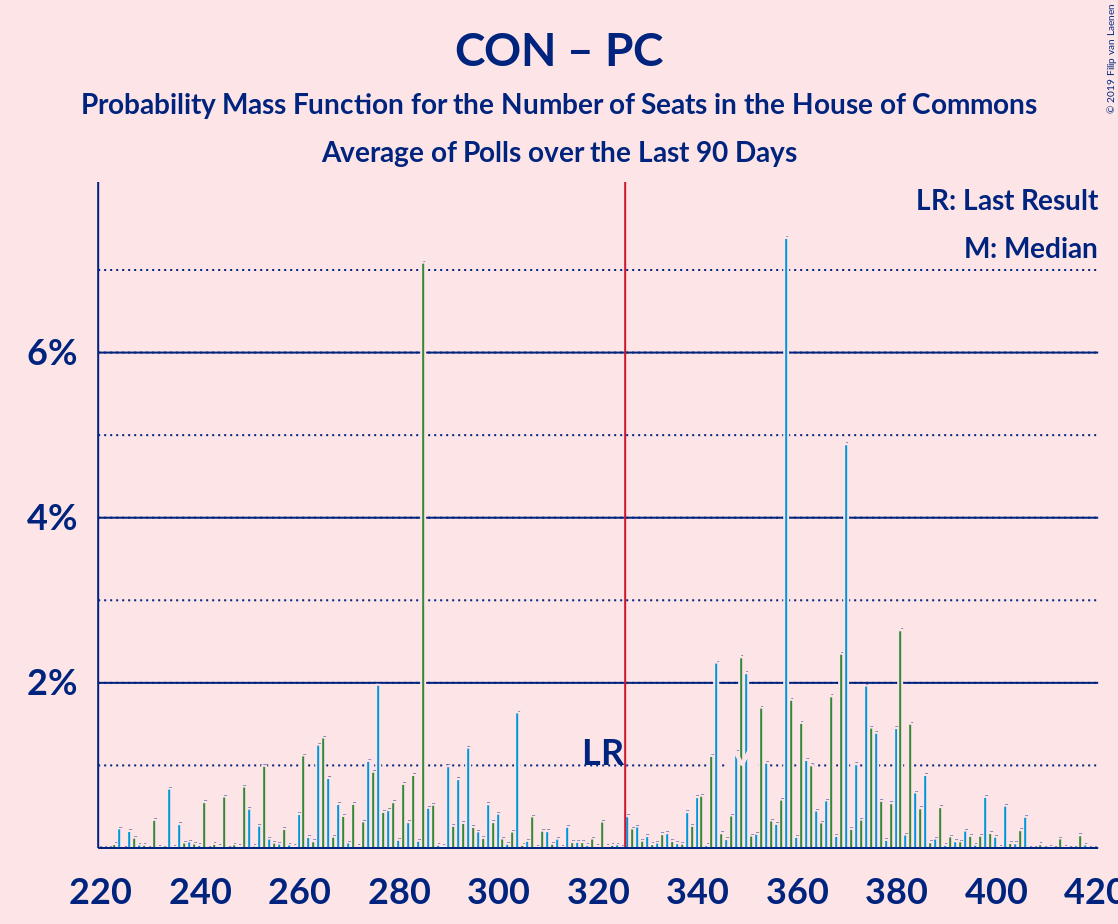 CON – PC
Probability Mass Function for the Number of Seats in the House of Commons
Average of Polls over the Last 90 Days
© 2019 Filip van Laenen
LR: Last Result
M: Median
6%
4%
2%
LR
220 240 260 280 300 320 340 360 380 400 420